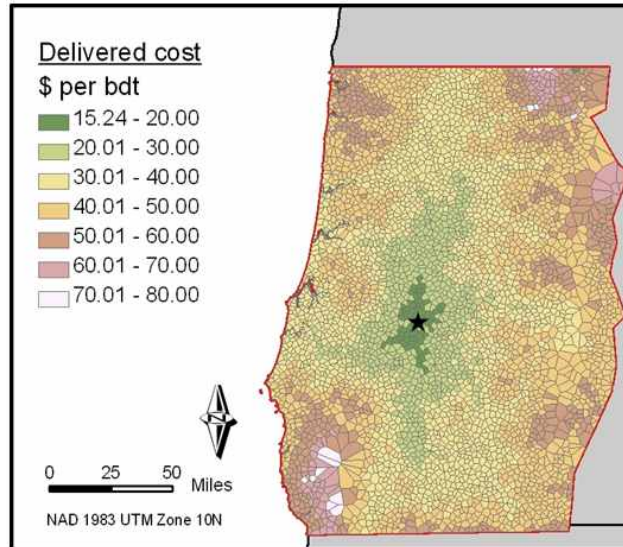 Delivered cost
$ per bdt
15.24 - 20.00
20.01 - 30.00
30.01 - 40.00
40.01 - 50.00
50.01 - 60.00
60.01 - 70.00
70.01 - 80.00
N
0 25 50
Miles
NAD 1983 UTM Zone 10N